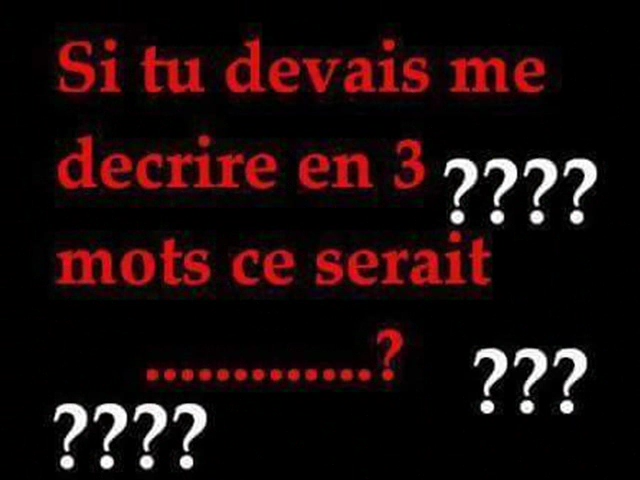 Si tu devais me
decrire en 3 ????
mots ce serait
.............?
???
????